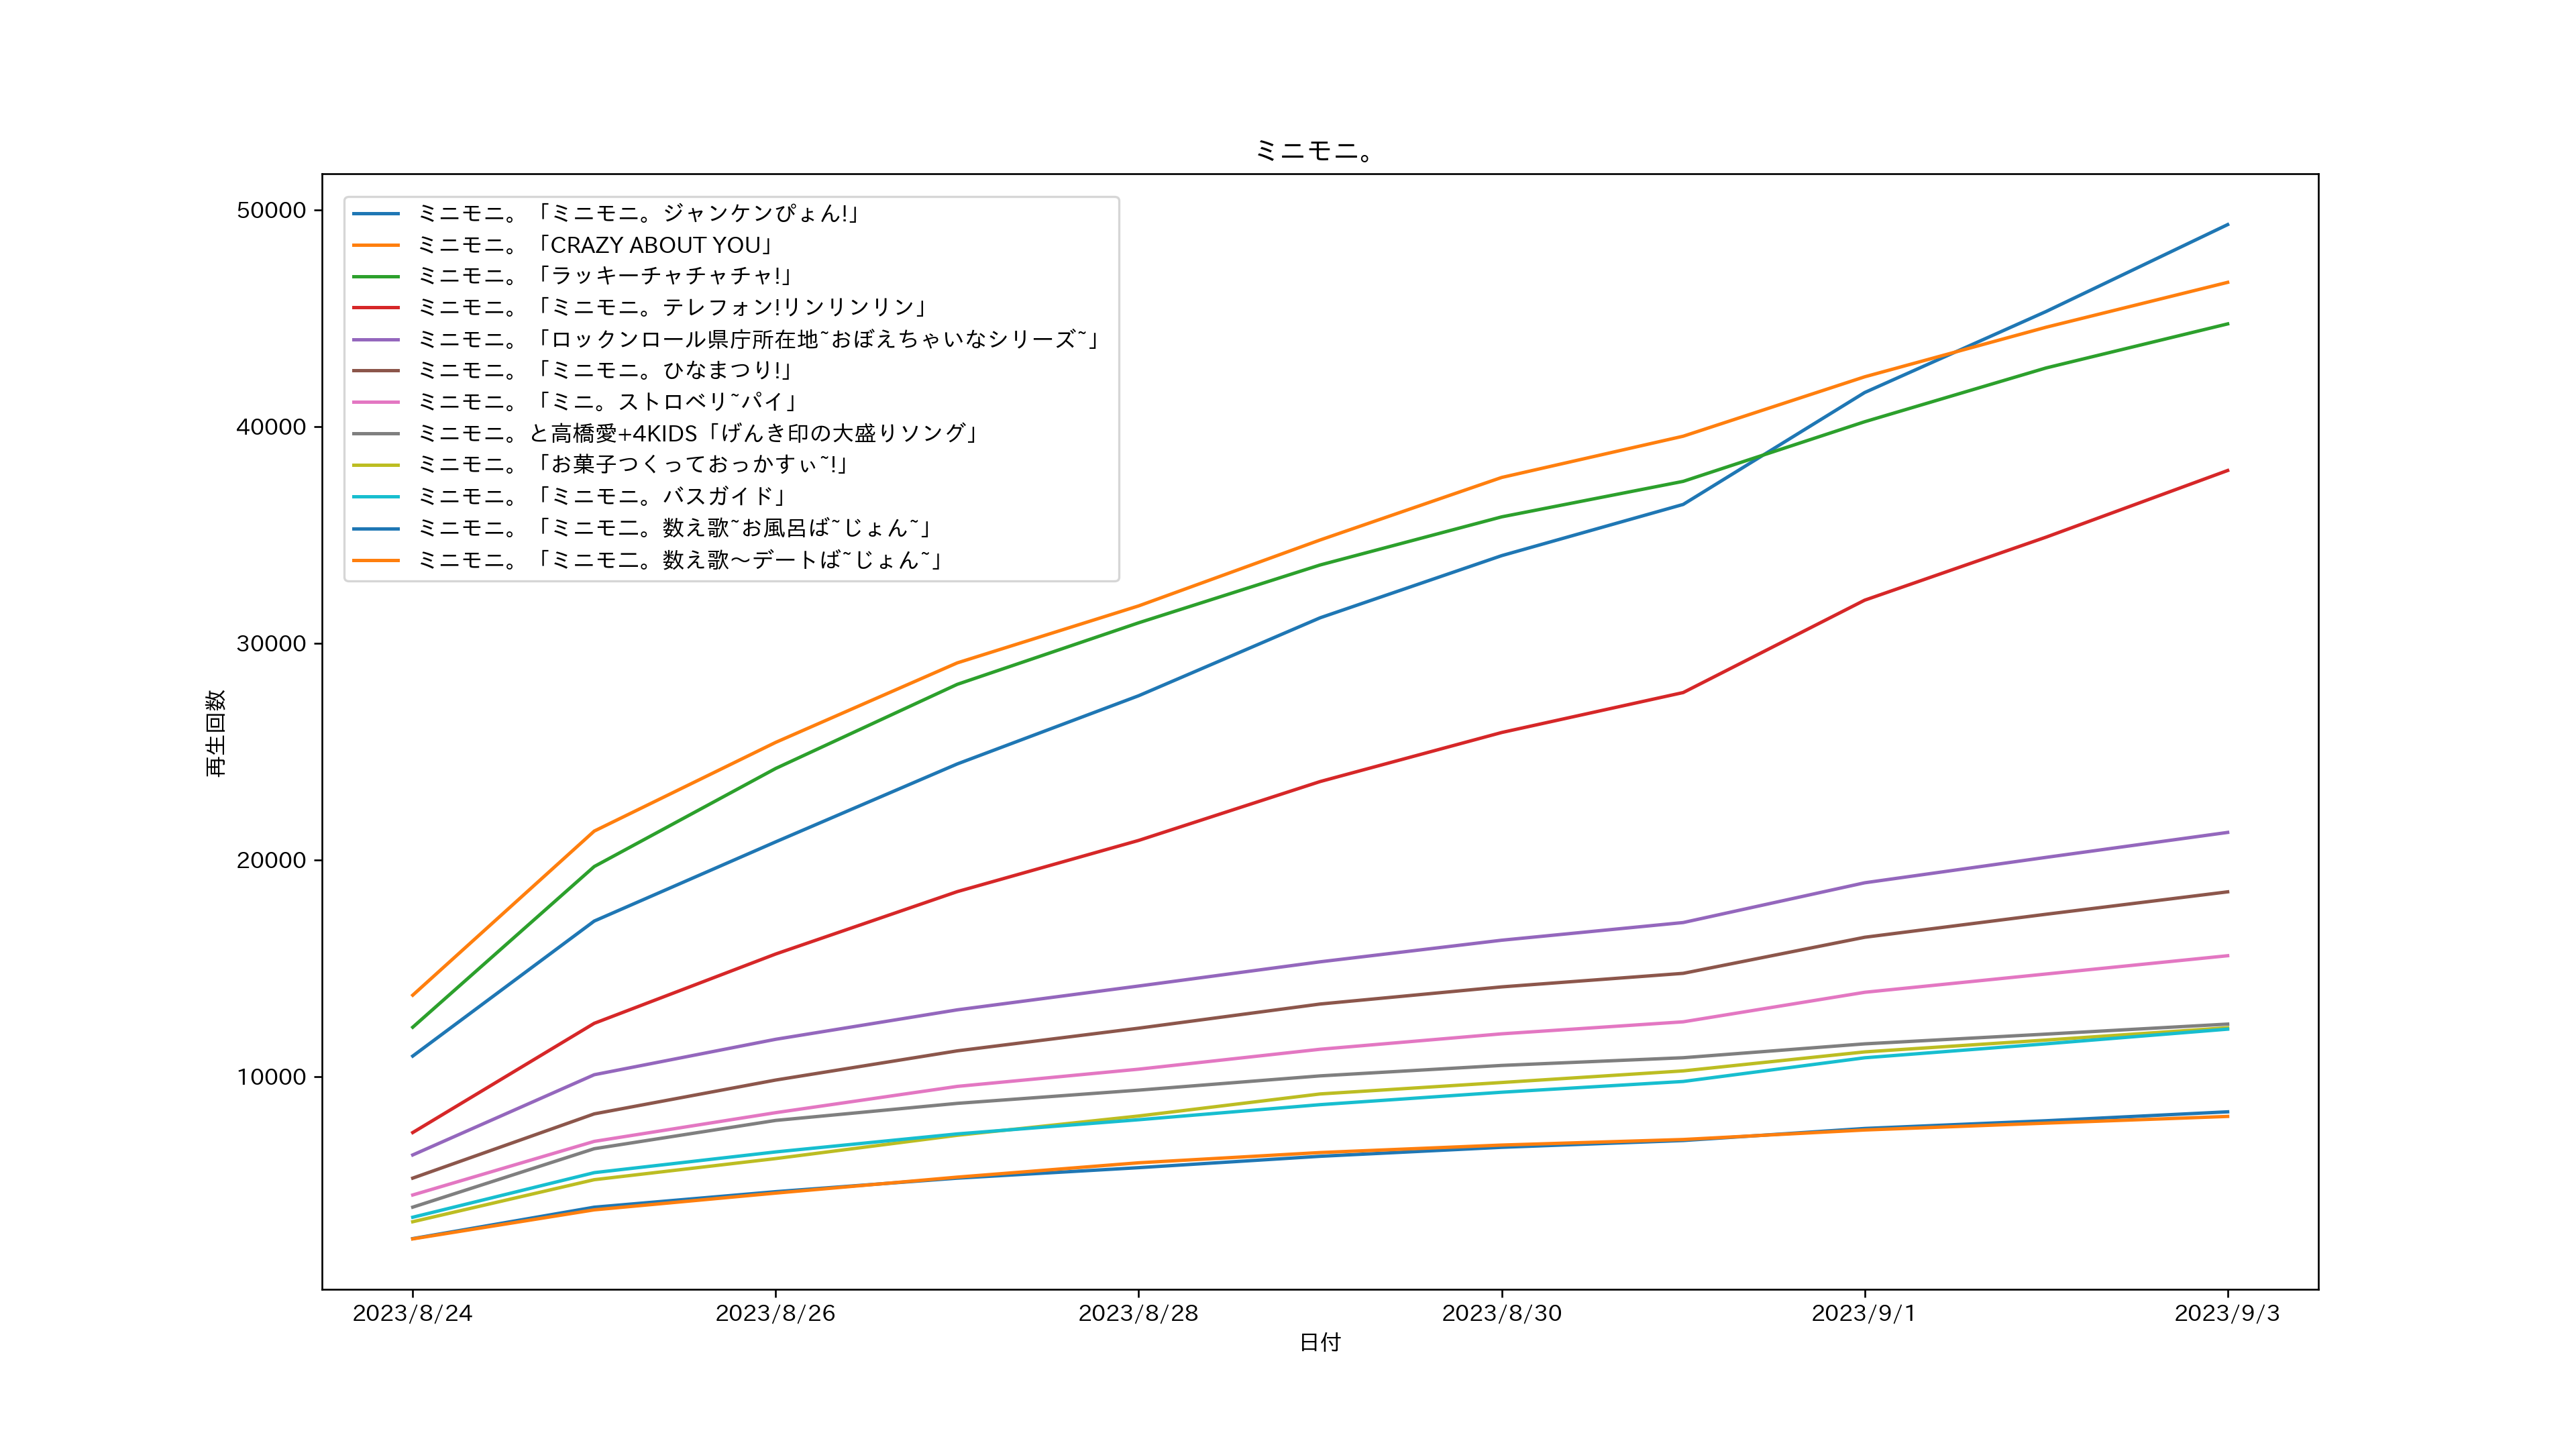 ミニモニ。
50000
40000
30000
20000
10000
再生回数
ミニモニ。「ミニモニ。ジャンケンぴょん!」
ミニモニ。「CRAZY ABOUT YOU」
ミニモニ。「ラッキーチャチャチャ!」
ミニモニ。「ミニモニ。テレフォン!リンリンリン」
ミニモニ。「ロックンロール県庁所在地~おぼえちゃいなシリーズ~」
ミニモニ。「ミニモニ。ひなまつり!」
ミニモニ。「ミニ。ストロベリ~パイ」
ミニモニ。と高橋愛+4KIDS「げんき印の大盛りソング」
ミニモニ。「お菓子つくっておっかすぃ~!」
ミニモニ。「ミニモニ。バスガイド」
ミニモニ。「ミニモニ。数え歌~お風呂ば~じょん~」
ミニモニ。「ミニモニ。数え歌〜デートば~じょん~」
2023/8/24
2023/8/26
2023/8/28
2023/8/30
2023/9/1
2023/9/3
日付